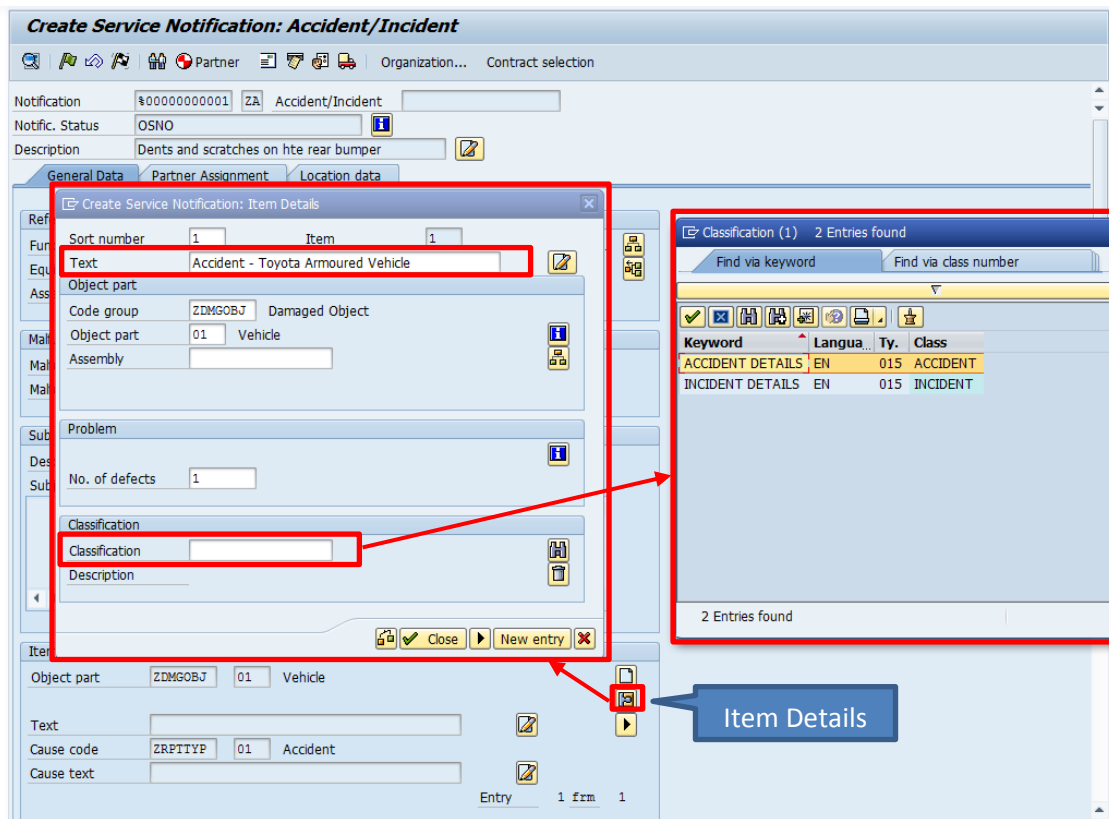 Create Service Notification: Accident/Incident
Partner Organization... Contract selection
Notification %00000000001 ZA Accident/Incident
Notific. Status OSNO
Description Dents and scratches on hte rear bumper
General Data Partner Assignment Location data
Create Service Notification: Item Details
Sort number 1 Item 1
Text Accident - Toyota Armoured Vehicle
Object part
Code group ZDMGOBJ Damaged Object
Object part 01 Vehicle
Assembly
Problem
No. of defects 1
Classification
Classification
Description
Close New entry
Classification (1) 2 Entries found
Find via keyword Find via class number
Keyword Langua.. Ty. Class
ACCIDENT DETAILS EN 015 ACCIDENT
INCIDENT DETAILS EN 015 INCIDENT
2 Entries found
Object part ZDMGOBJ 01 Vehicle
Text
Cause code ZRPTTYP 01 Accident
Cause text
Entry 1 frm 1
Item Details